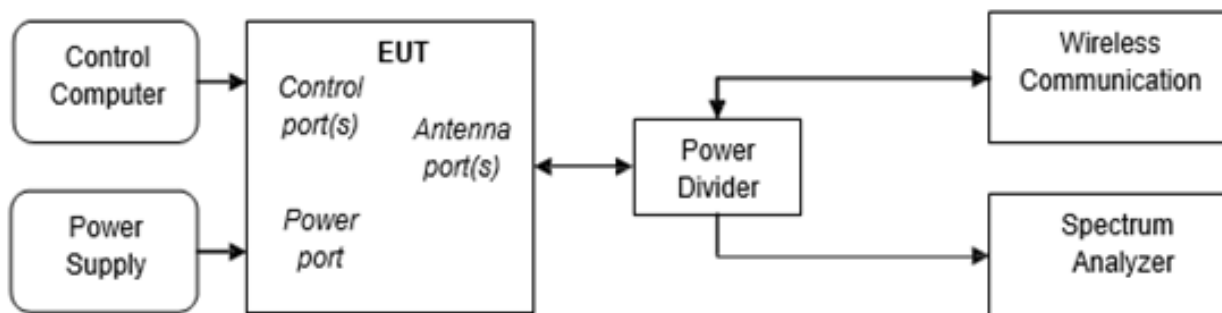 Control
Computer
Power
Supply
EUT
Control
port(s)
Antenna
port(s)
Power
port
Power
Divider
Wireless
Communication
Spectrum
Analyzer